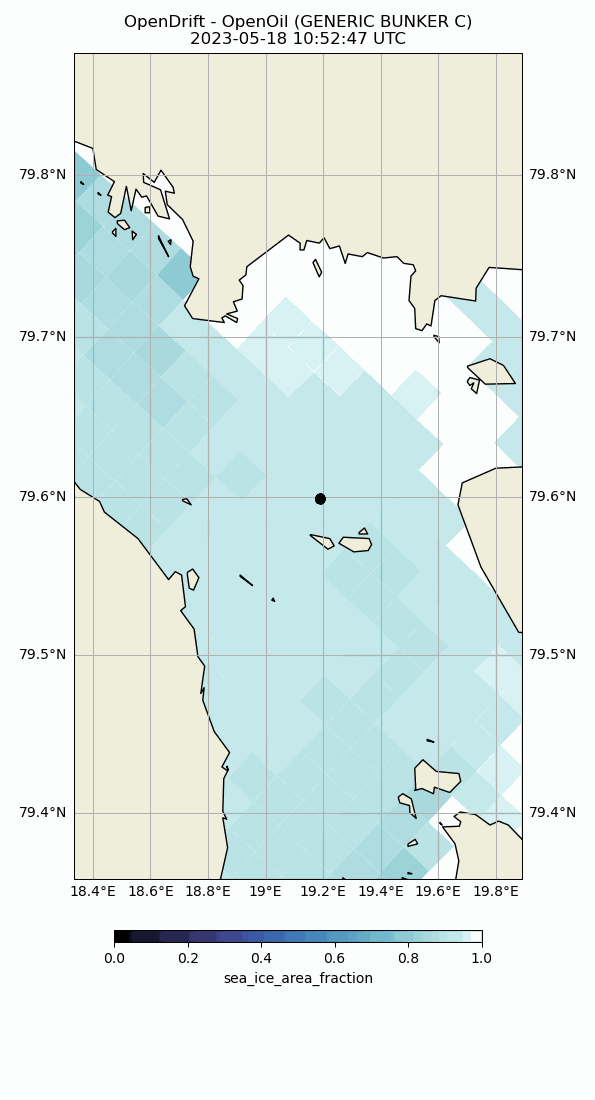 OpenDrift - OpenOil (GENERIC BUNKER C)
2023-05-18 10:52:47 UTC
79.8°N 79.8°N
79.7°N 79.7°N
79.6°N 79.6°N
79.5°N 79.5°N
79.4°N 79.4°N
18.4°E 18.6°E 18.8°E 19°E 19.2°E 19.4°E 19.6°E 19.8°E
0.0 0.2 0.4 0.6 0.8 1.0
sea_ice_area_fraction